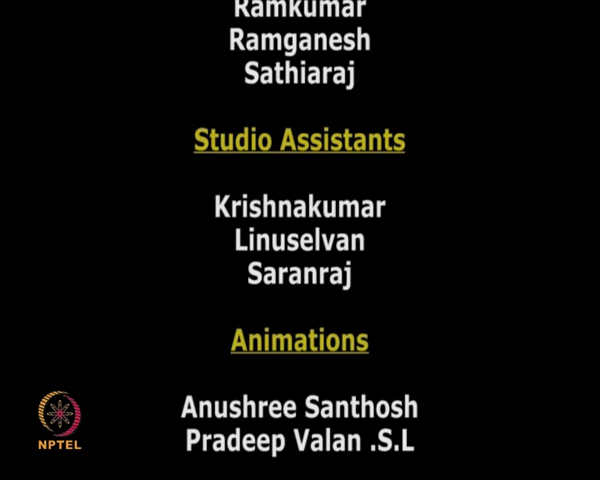 Ramkumar
Ramganesh
Sathiaraj
Studio Assistants
Krishnakumar
Linuselvan
Saranraj
Animations
Anushree Santhosh
Pradeep Valan .S.L
NPTEL